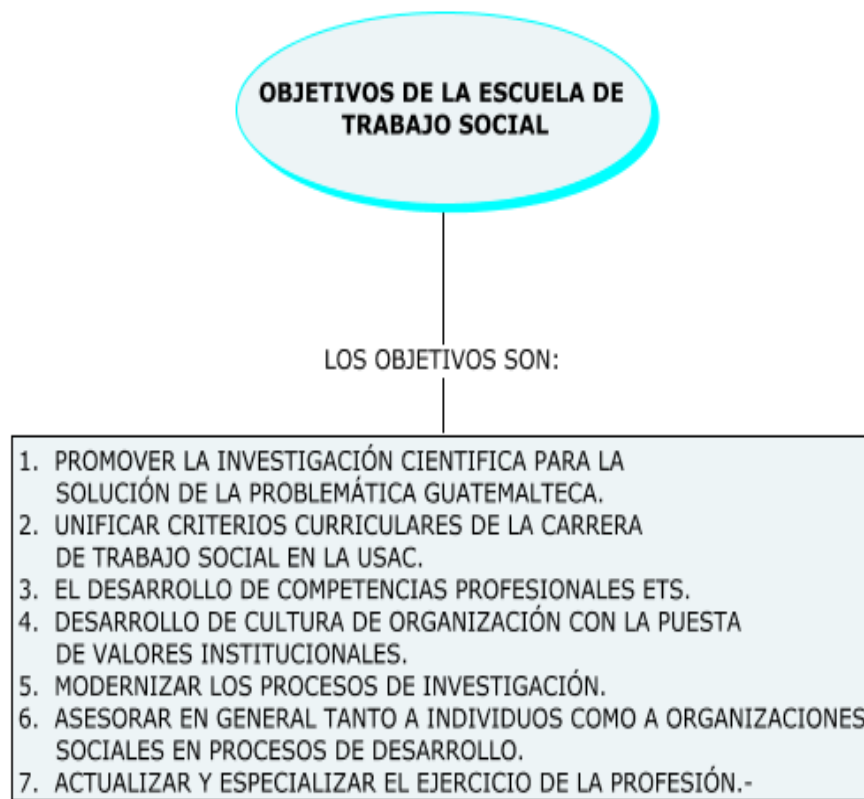 OBJETIVOS DE LA ESCUELA DE
TRABAJO SOCIAL
LOS OBJETIVOS SON:
1. PROMOVER LA INVESTIGACIÓN CIENTIFICA PARA LA
SOLUCIÓN DE LA PROBLEMÁTICA GUATEMALTECA.
2. UNIFICAR CRITERIOS CURRICULARES DE LA CARRERA
DE TRABAJO SOCIAL EN LA USAC.
3. EL DESARROLLO DE COMPETENCIAS PROFESIONALES ETS.
4. DESARROLLO DE CULTURA DE ORGANIZACIÓN CON LA PUESTA
DE VALORES INSTITUCIONALES.
5. MODERNIZAR LOS PROCESOS DE INVESTIGACIÓN.
6. ASESORAR EN GENERAL TANTO A INDIVIDUOS COMO A ORGANIZACIONES
SOCIALES EN PROCESOS DE DESARROLLO.
7. ACTUALIZAR Y ESPECIALIZAR EL EJERCICIO DE LA PROFESIÓN.-